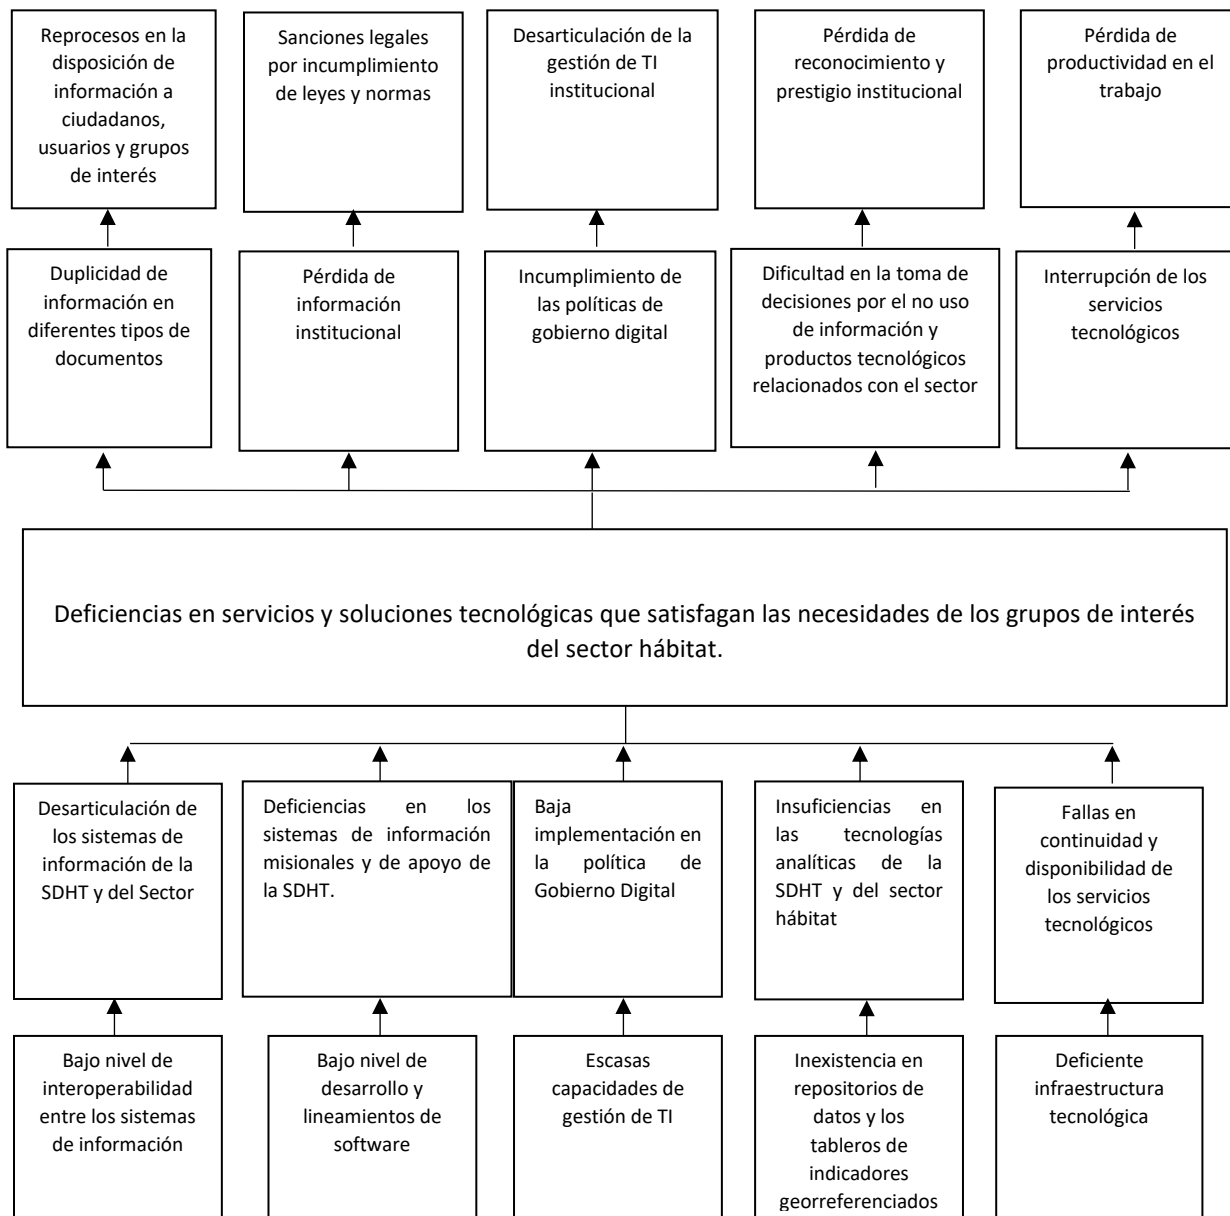 Reprocesos en la
disposición de
información a
ciudadanos,
usuarios y grupos
de interés
Sanciones legales
por incumplimiento
de leyes y normas
Desarticulación de la
gestión de TI
institucional
Pérdida de
reconocimiento y
prestigio institucional
Pérdida de
productividad en el
trabajo
Duplicidad de
información en
diferentes tipos de
documentos
Pérdida de
información
institucional
Incumplimiento de
las políticas de
gobierno digital
Dificultad en la toma de
decisiones por el no uso
de información y
productos tecnológicos
relacionados con el sector
Interrupción de los
servicios
tecnológicos
Deficiencias en servicios y soluciones tecnológicas que satisfagan las necesidades de los grupos de interés
del sector hábitat.
Desarticulación de
los sistemas de
información de la
SDHT y del Sector
Deficiencias en los
sistemas de información
misionales y de apoyo de
la SDHT.
Baja
implementación en
la política de
Gobierno Digital
Insuficiencias en
las tecnologías
analíticas de la
SDHT y del sector
hábitat
Fallas en
continuidad y
disponibilidad de
los servicios
tecnológicos
Bajo nivel de
interoperabilidad
entre los sistemas
de información
Bajo nivel de
desarrollo y
lineamientos de
software
Escasas
capacidades de
gestión de TI
Inexistencia en
repositorios de
datos y los
tableros de
indicadores
georreferenciados
Deficiente
infraestructura
tecnológica